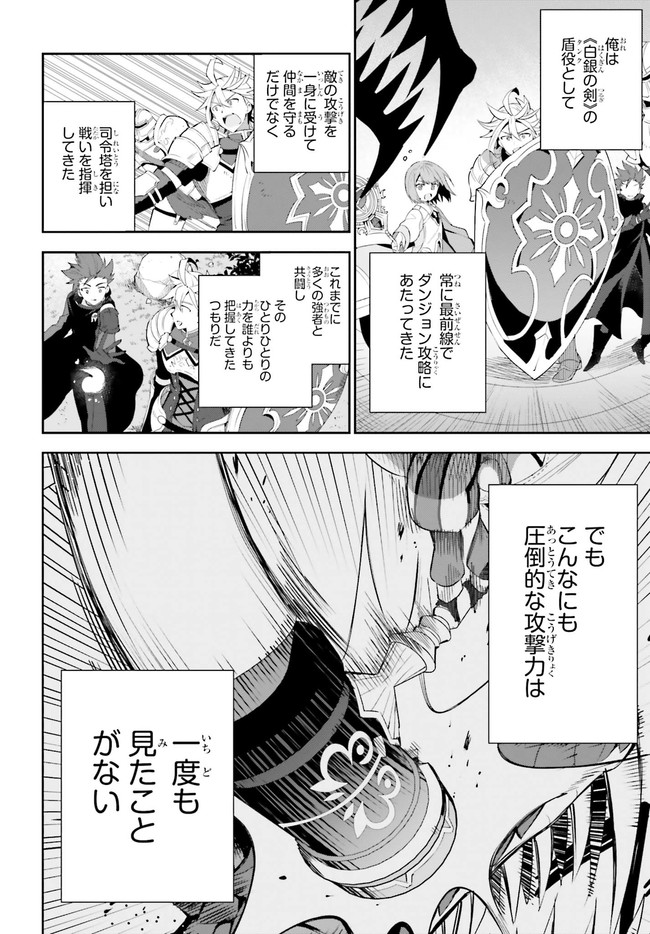 俺は
《白銀の剣》の
盾役として
常に最前線で
ダンジョン攻略に
あたってきた
敵の攻撃を
一身に受けて
仲間を守る
だけでなく
司令塔を担い
戦いを指揮
してきた
これまでに
多くの強者と
共闘し
その
ひとりひとりの
力を誰よりも
把握してきた
つもりだ
でも
こんなにも
圧倒的な攻撃力は
一度も
見たこと
がない